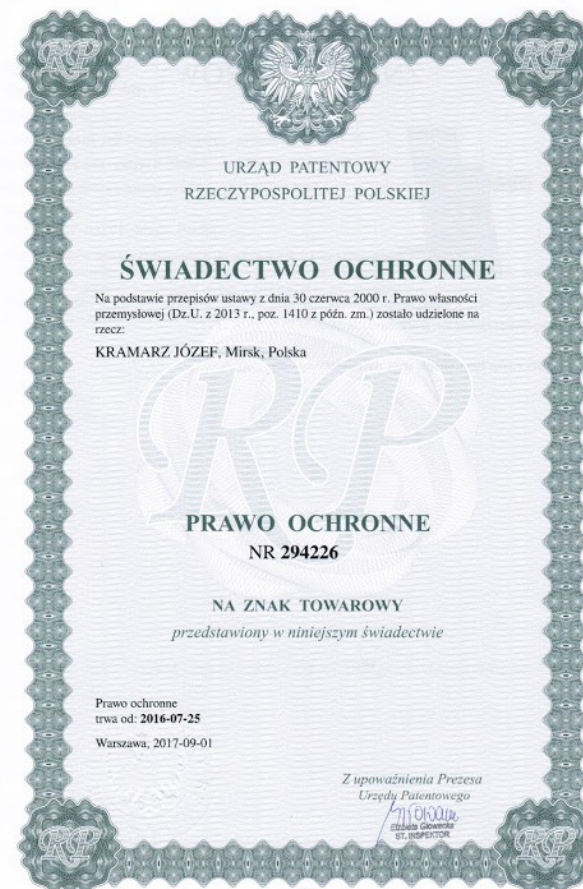 URZĄD PATENTOWY
RZECZYPOSPOLITEJ POLSKIEJ
ŚWIADECTWO OCHRONNE
Na podstawie przepisów ustawy z dnia 30 czerwca 2000 r. Prawo własności
przemysłowej (Dz.U. z 2013 r., poz. 1410 z późn. zm.) zostało udzielone na
rzecz:
KRAMARZ JÓZEF, Mirsk, Polska
RP
PRAWO OCHRONNE
NR 294226
NA ZNAK TOWAROWY
przedstawiony w niniejszym świadectwie
Prawo ochronne
trwa od: 2016-07-25
Warszawa, 2017-09-01
Z upoważnienia Prezesa
Urzędu Patentowego
Elżbieta Głowecka
ST. INSPEKTOR